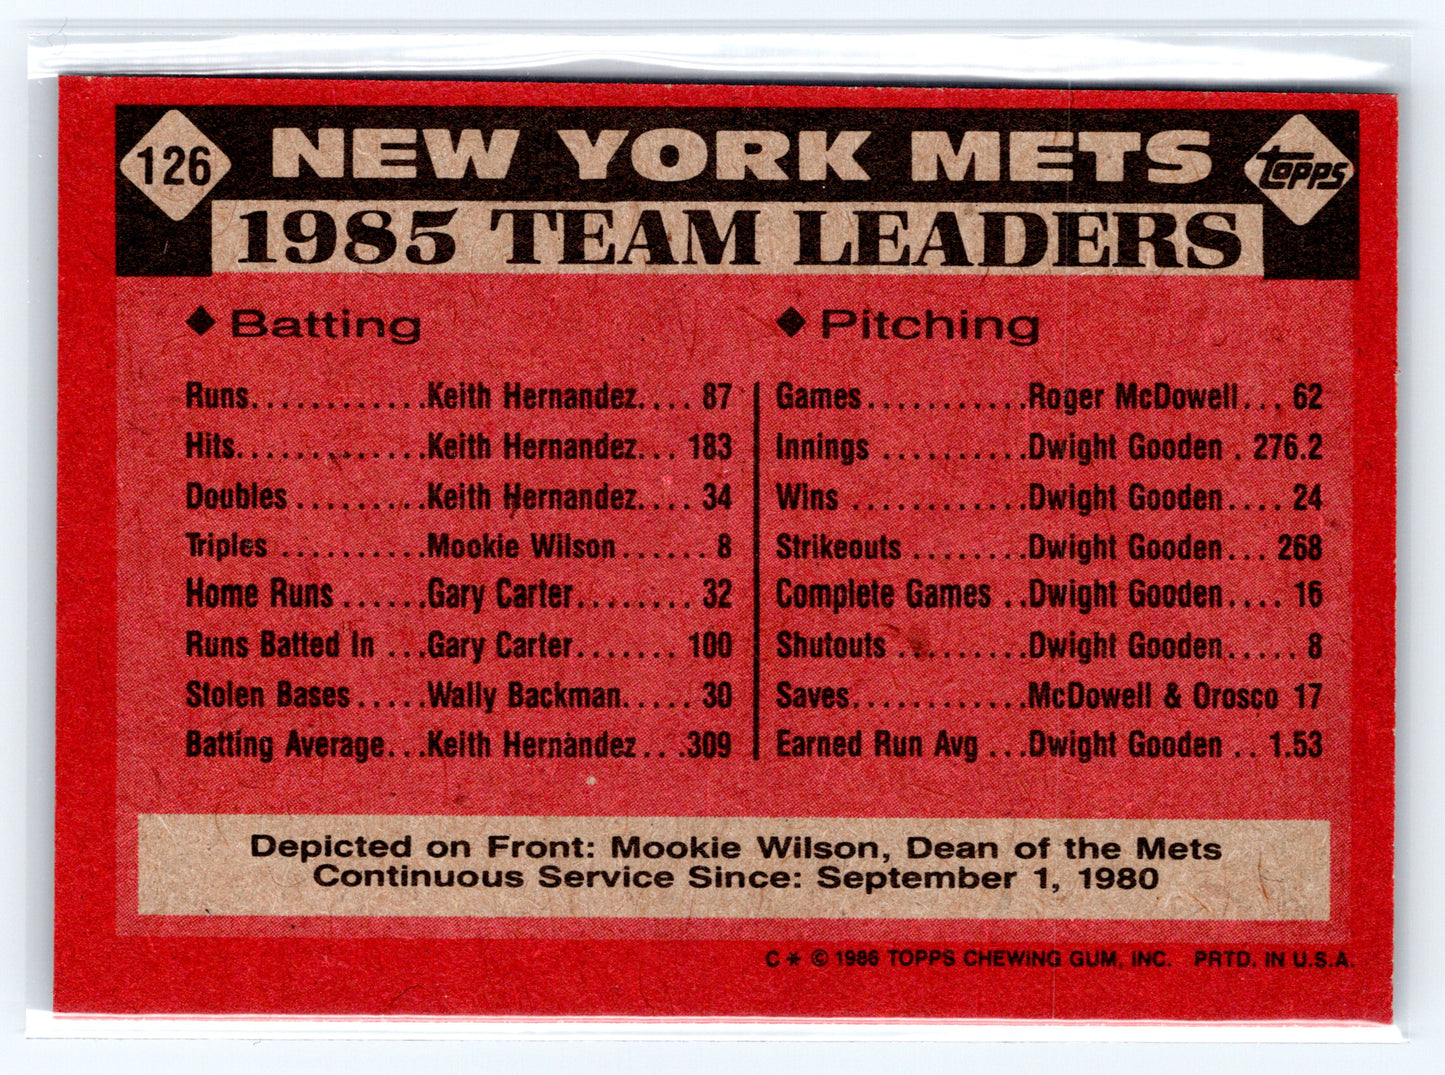 126 NEW YORK METS topps
1985 TEAM LEADERS
◆ Batting
Runs............Keith Hernandez.... 87
Hits.............Keith Hernandez... 183
Doubles .........Keith Hernandez.... 34
Triples ..........Mookie Wilson...... 8
Home Runs ......Gary Carter........ 32
Runs Batted In ...Gary Carter....... 100
Stolen Bases.....Wally Backman..... 30
Batting Average...Keith Hernandez ...309
◆ Pitching
Games...........Roger McDowell... 62
Innings ..........Dwight Gooden . 276.2
Wins .............Dwight Gooden.... 24
Strikeouts ........Dwight Gooden... 268
Complete Games ..Dwight Gooden.... 16
Shutouts .........Dwight Gooden..... 8
Saves............McDowell & Orosco 17
Earned Run Avg ...Dwight Gooden .. 1.53
Depicted on Front: Mookie Wilson, Dean of the Mets
Continuous Service Since: September 1, 1980
C * © 1986 TOPPS CHEWING GUM, INC. PRTD. IN U.S.A.